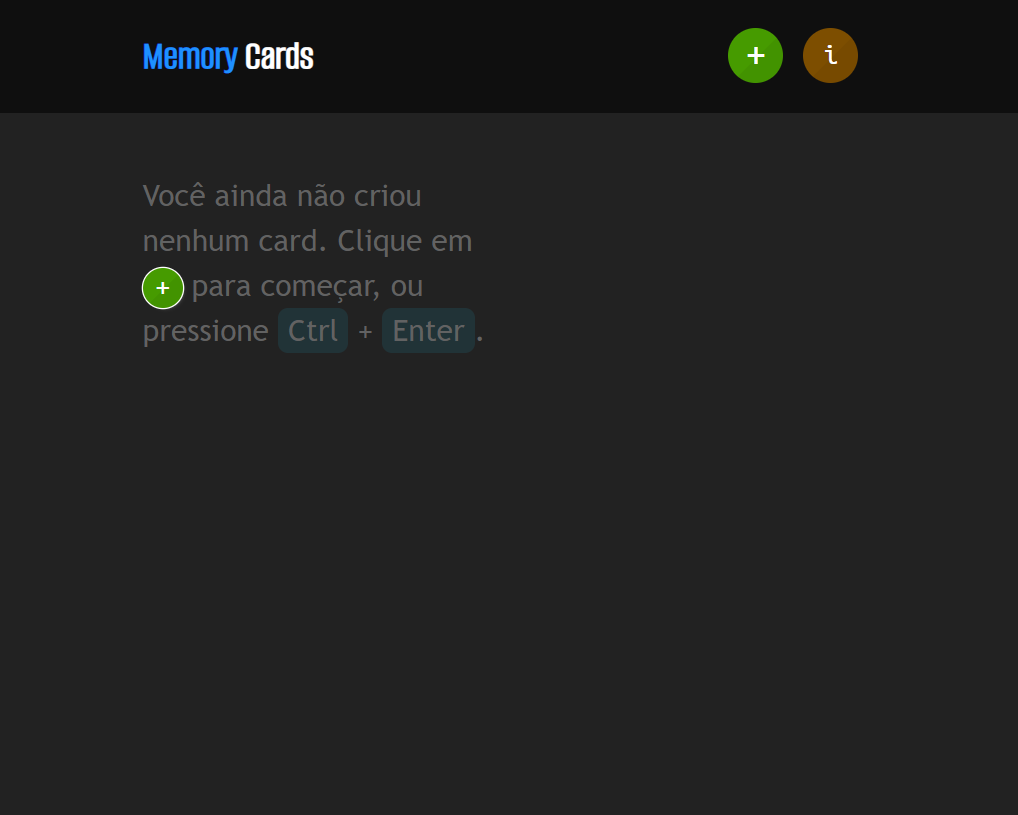 Memory Cards
+ i
Você ainda não criou
nenhum card. Clique em
+ para começar, ou
pressione Ctrl + Enter.